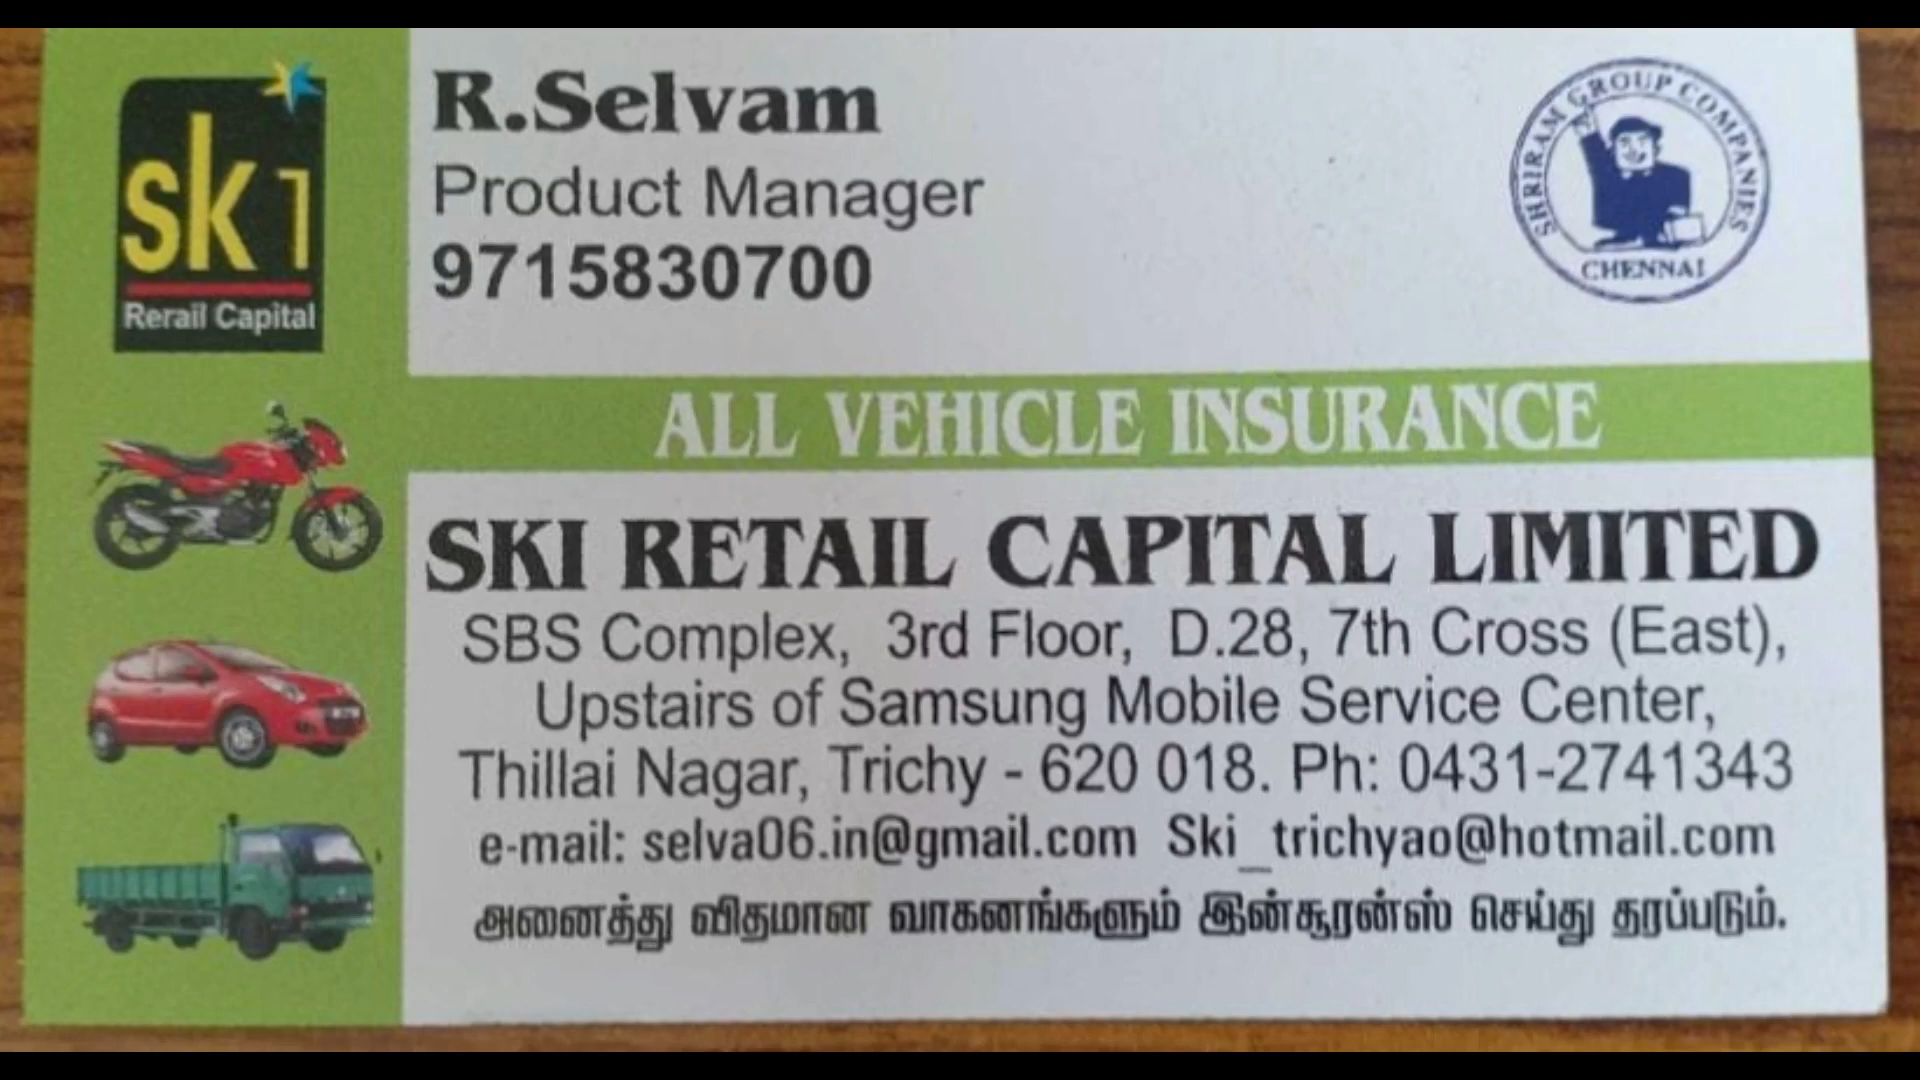 sk1
Rerail Capital
R.Selvam
Product Manager
9715830700
SHRIRAM GROUP COMPANIES
CHENNAI
ALL VEHICLE INSURANCE
SKI RETAIL CAPITAL LIMITED
SBS Complex, 3rd Floor, D.28, 7th Cross (East),
Upstairs of Samsung Mobile Service Center,
Thillai Nagar, Trichy - 620 018. Ph: 0431-2741343
e-mail: selva06.in@gmail.com Ski_trichyao@hotmail.com
அனைத்து விதமான வாகனங்களும் இன்சூரன்ஸ் செய்து தரப்படும்.